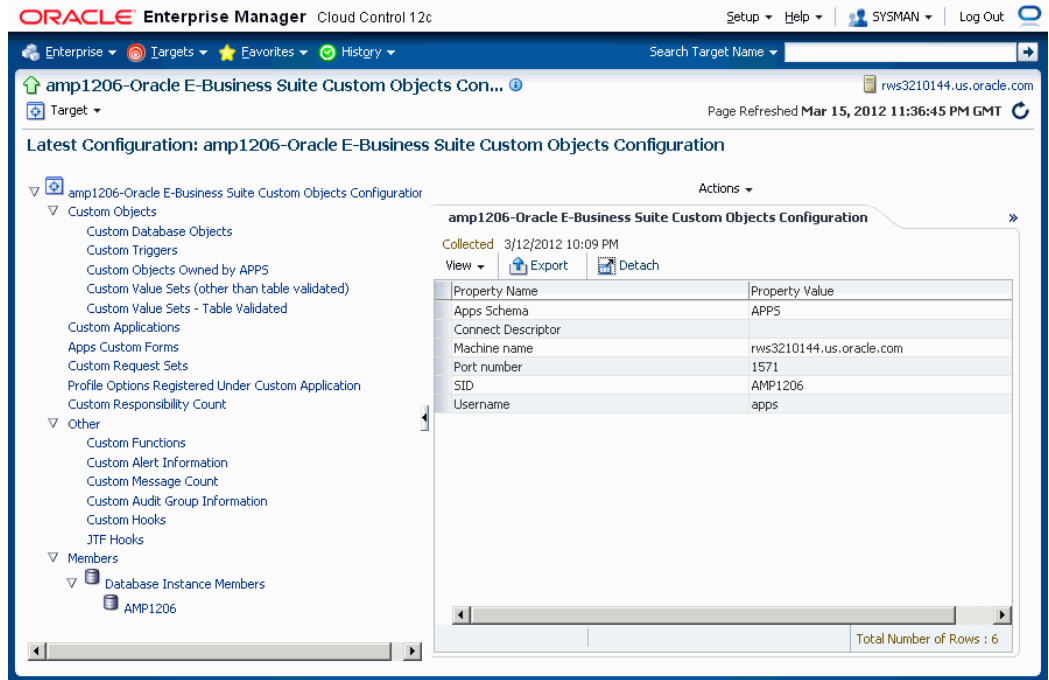 ORACLE Enterprise Manager Cloud Control 12c
Setup Help SYSMAN Log Out
Enterprise Targets Favorites History Search Target Name
amp1206-Oracle E-Business Suite Custom Objects Con... rws3210144.us.oracle.com
Target Page Refreshed Mar 15, 2012 11:36:45 PM GMT
Latest Configuration: amp1206-Oracle E-Business Suite Custom Objects Configuration
amp1206-Oracle E-Business Suite Custom Objects Configuration
Custom Objects
Custom Database Objects
Custom Triggers
Custom Objects Owned by APPS
Custom Value Sets (other than table validated)
Custom Value Sets - Table Validated
Custom Applications
Apps Custom Forms
Custom Request Sets
Profile Options Registered Under Custom Application
Custom Responsibility Count
Other
Custom Functions
Custom Alert Information
Custom Message Count
Custom Audit Group Information
Custom Hooks
JTF Hooks
Members
Database Instance Members
AMP1206
Actions
amp1206-Oracle E-Business Suite Custom Objects Configuration
Collected 3/12/2012 10:09 PM
View Export Detach
Property Name Property Value
Apps Schema APPS
Connect Descriptor
Machine name rws3210144.us.oracle.com
Port number 1571
SID AMP1206
Username apps
Total Number of Rows : 6